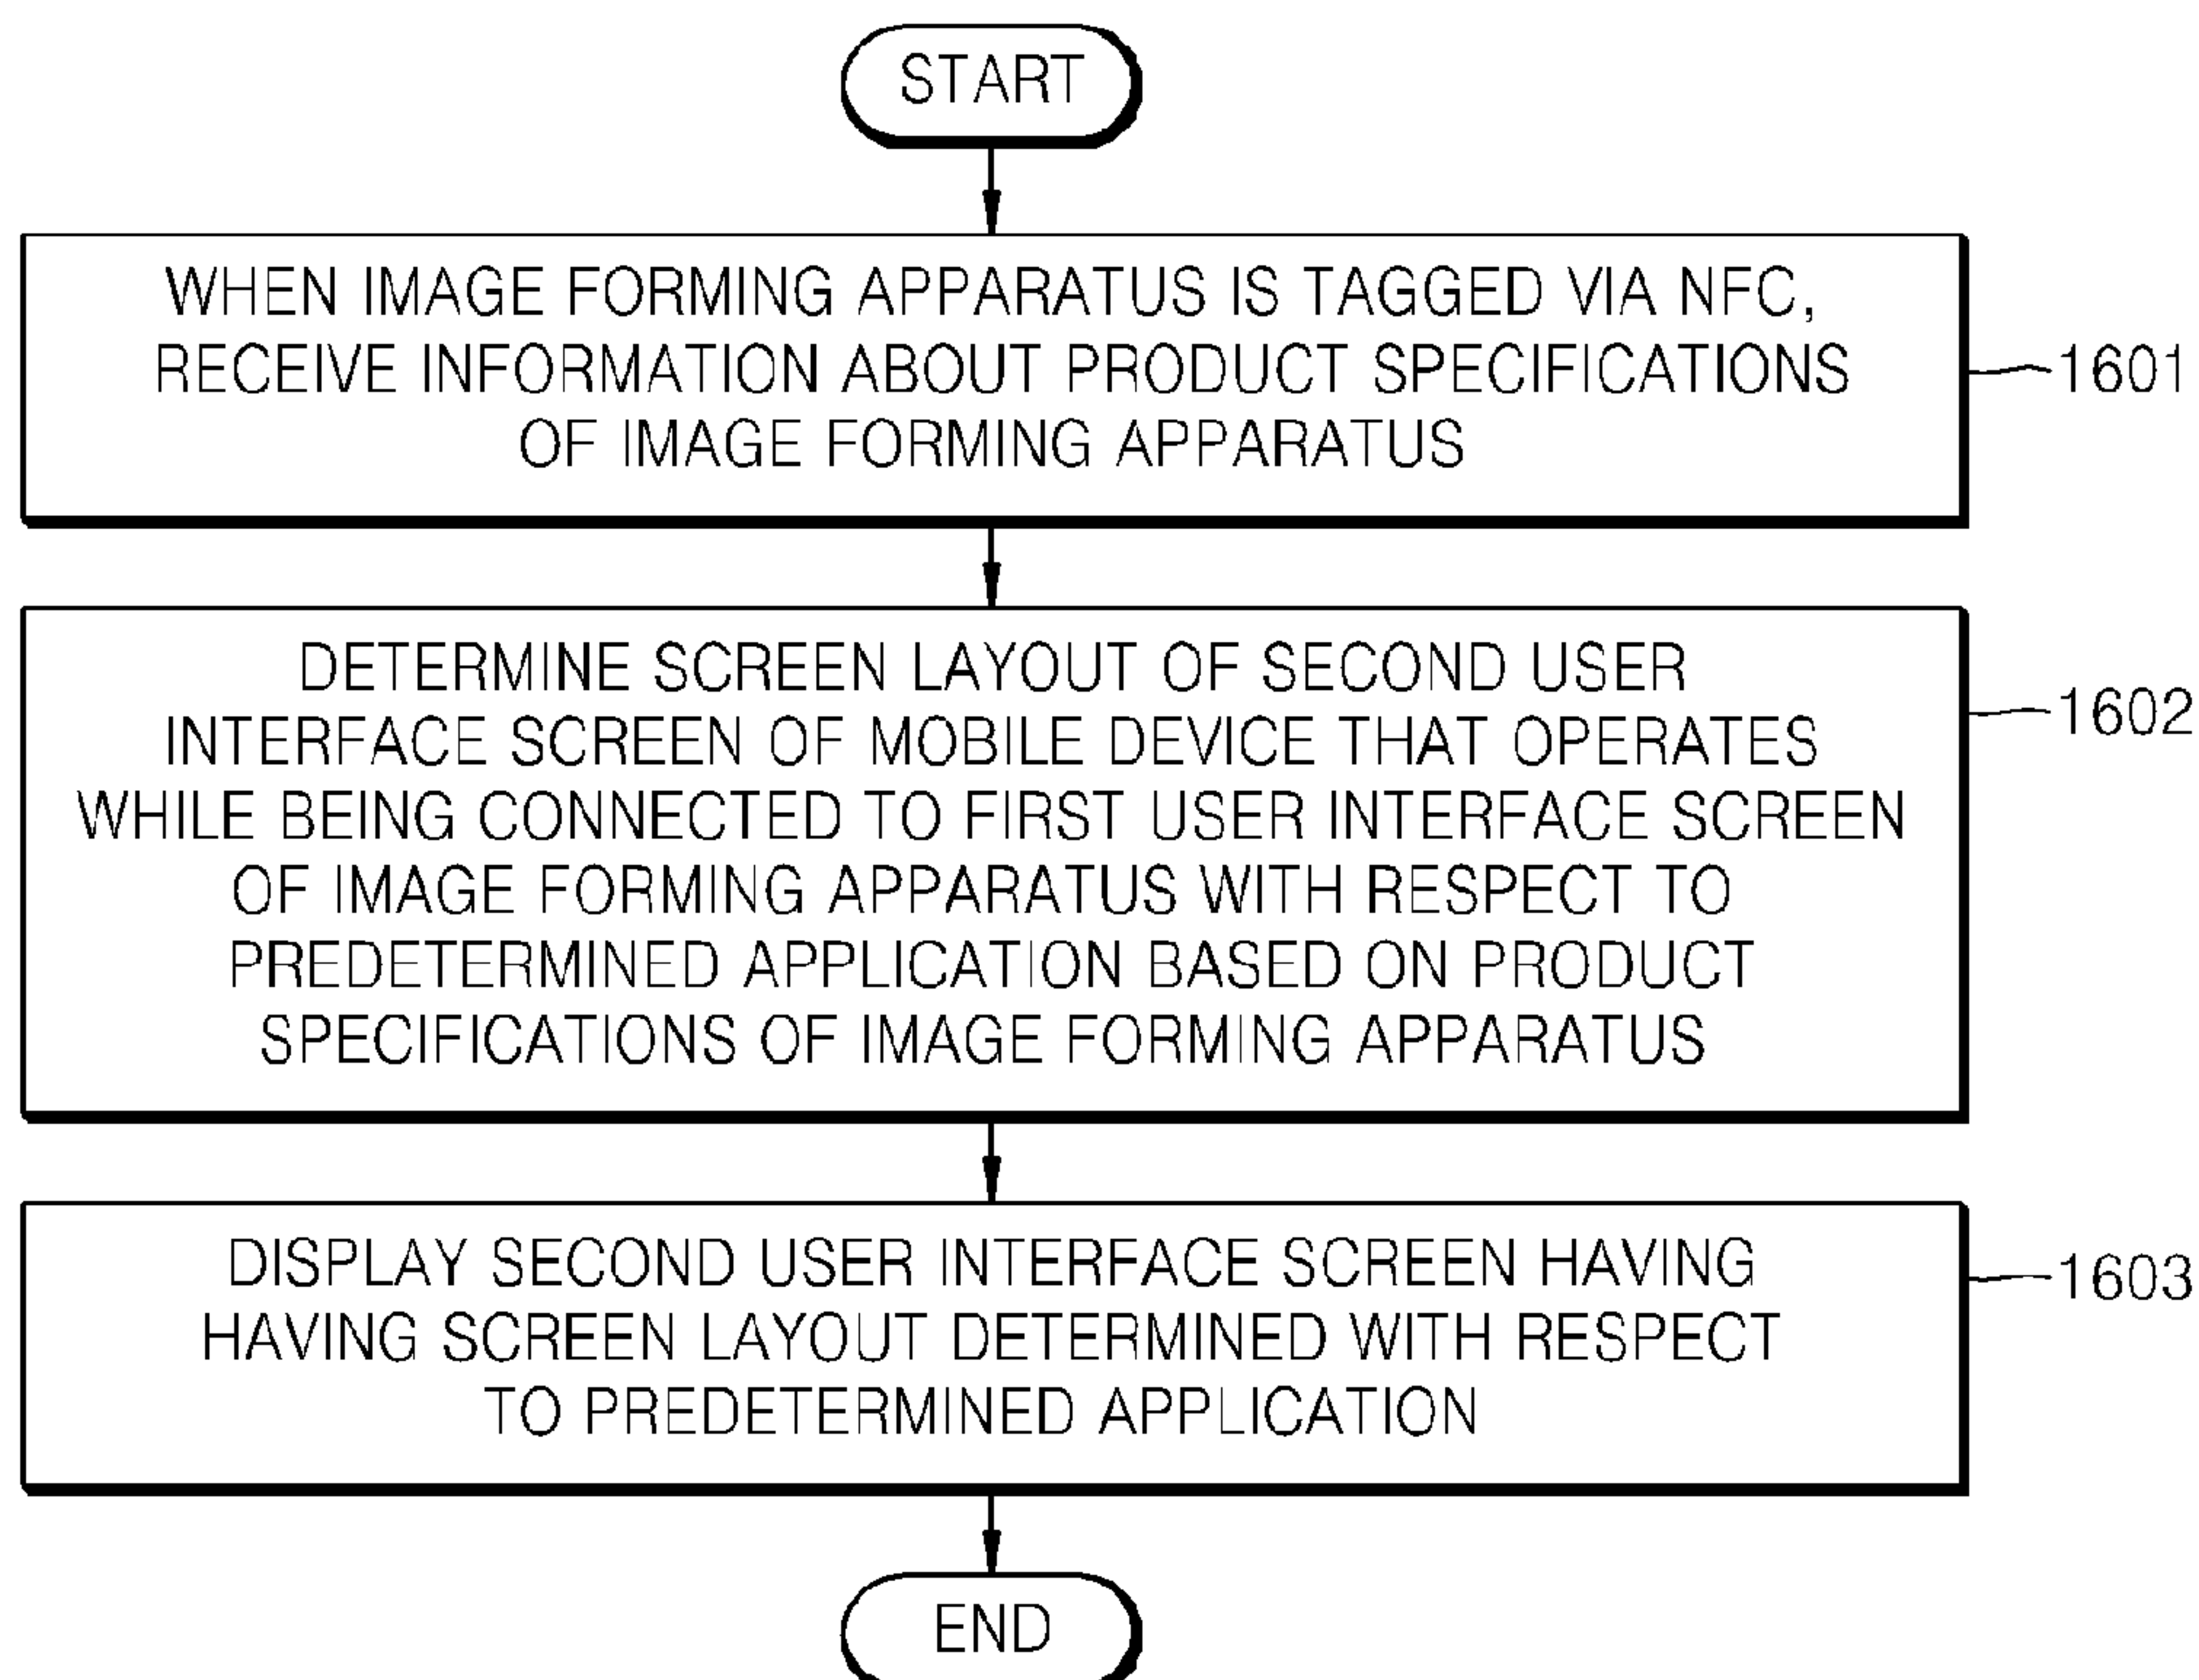 START
WHEN IMAGE FORMING APPARATUS IS TAGGED VIA NFC,
RECEIVE INFORMATION ABOUT PRODUCT SPECIFICATIONS
OF IMAGE FORMING APPARATUS
1601
DETERMINE SCREEN LAYOUT OF SECOND USER
INTERFACE SCREEN OF MOBILE DEVICE THAT OPERATES
WHILE BEING CONNECTED TO FIRST USER INTERFACE SCREEN
OF IMAGE FORMING APPARATUS WITH RESPECT TO
PREDETERMINED APPLICATION BASED ON PRODUCT
SPECIFICATIONS OF IMAGE FORMING APPARATUS
1602
DISPLAY SECOND USER INTERFACE SCREEN HAVING
HAVING SCREEN LAYOUT DETERMINED WITH RESPECT
TO PREDETERMINED APPLICATION
1603
END